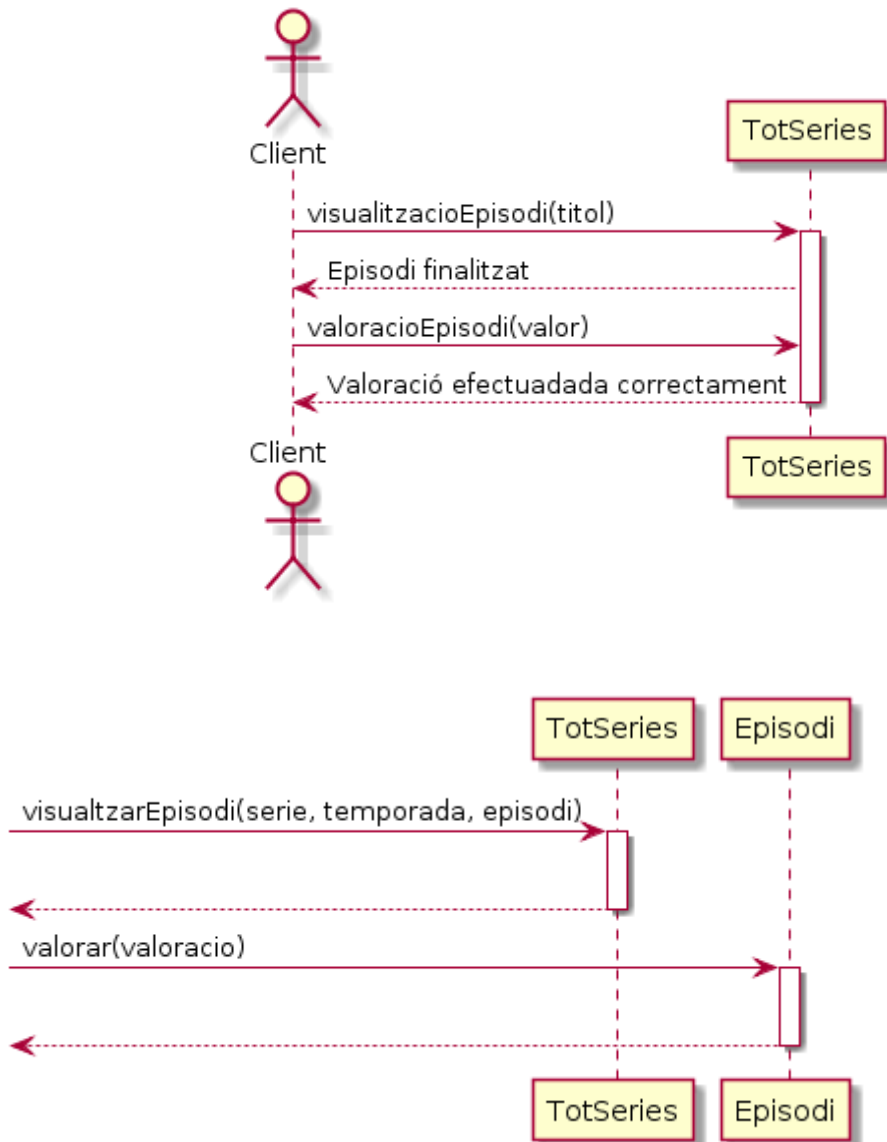 Client
TotSeries
visualitzacioEpisodi(titol)
Episodi finalitzat
valoracioEpisodi(valor)
Valoració efectuadada correctament
Client
TotSeries
TotSeries
Episodi
visualtzarEpisodi(serie, temporada, episodi)
valorar(valoracio)
TotSeries
Episodi